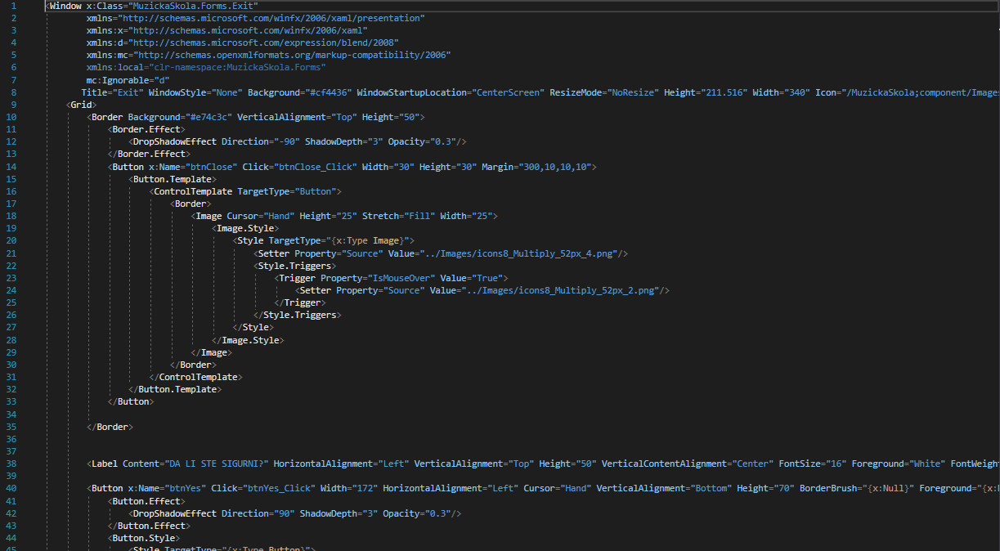 1 <Window x:Class="MuzickaSkola.Forms.Exit"
2 xmlns="http://schemas.microsoft.com/winfx/2006/xaml/presentation"
3 xmlns:x="http://schemas.microsoft.com/winfx/2006/xaml"
4 xmlns:d="http://schemas.microsoft.com/expression/blend/2008"
5 xmlns:mc="http://schemas.openxmlformats.org/markup-compatibility/2006"
6 xmlns:local="clr-namespace:MuzickaSkola.Forms"
7 mc:Ignorable="d"
8 Title="Exit" WindowStyle="None" Background="#cf4436" WindowStartupLocation="CenterScreen" ResizeMode="NoResize" Height="211.516" Width="340" Icon="/MuzickaSkola;component/Images
9 <Grid>
10 <Border Background="#e74c3c" VerticalAlignment="Top" Height="50">
11 <Border.Effect>
12 <DropShadowEffect Direction="-90" ShadowDepth="3" Opacity="0.3"/>
13 </Border.Effect>
14 <Button x:Name="btnClose" Click="btnClose_Click" Width="30" Height="30" Margin="300,10,10,10">
15 <Button.Template>
16 <ControlTemplate TargetType="Button">
17 <Border>
18 <Image Cursor="Hand" Height="25" Stretch="Fill" Width="25">
19 <Image.Style>
20 <Style TargetType="{x:Type Image}">
21 <Setter Property="Source" Value="../Images/icons8_Multiply_52px_4.png"/>
22 <Style.Triggers>
23 <Trigger Property="IsMouseOver" Value="True">
24 <Setter Property="Source" Value="../Images/icons8_Multiply_52px_2.png"/>
25 </Trigger>
26 </Style.Triggers>
27 </Style>
28 </Image.Style>
29 </Image>
30 </Border>
31 </ControlTemplate>
32 </Button.Template>
33 </Button>
34
35 </Border>
36
37
38 <Label Content="DA LI STE SIGURNI?" HorizontalAlignment="Left" VerticalAlignment="Top" Height="50" VerticalContentAlignment="Center" FontSize="16" Foreground="White" FontWeight
39
40 <Button x:Name="btnYes" Click="btnYes_Click" Width="172" HorizontalAlignment="Left" Cursor="Hand" VerticalAlignment="Bottom" Height="70" BorderBrush="{x:Null}" Foreground="{x:
41 <Button.Effect>
42 <DropShadowEffect Direction="90" ShadowDepth="3" Opacity="0.3"/>
43 </Button.Effect>
44 <Button.Style>
45 <Style TargetType="{x:Type Button}">